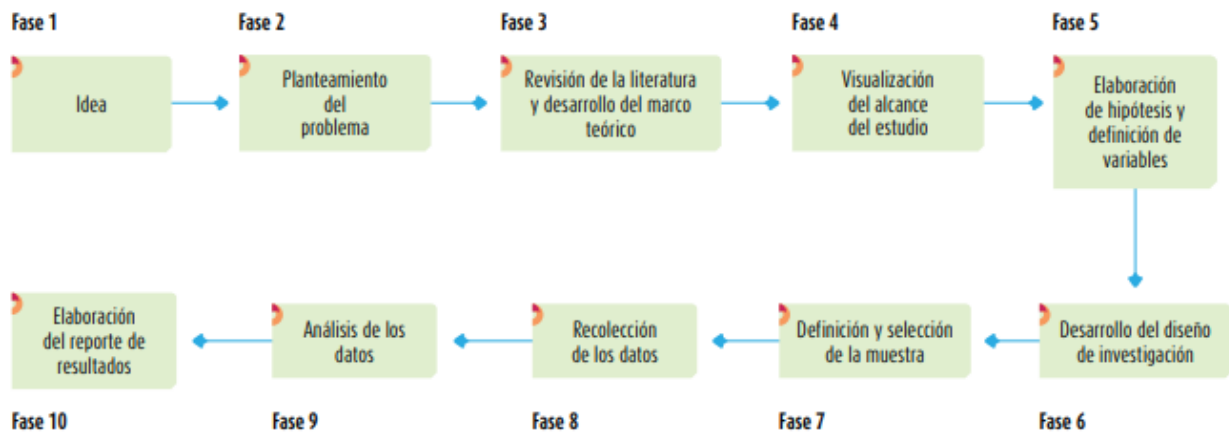 Fase 1
Fase 2
Fase 3
Fase 4
Fase 5
Idea
Planteamiento
del
problema
Revisión de la literatura
y desarrollo del marco
teórico
Visualización
del alcance
del estudio
Elaboración
de hipótesis y
definición de
variables
Elaboración
del reporte de
resultados
Análisis de los
datos
Recolección
de los datos
Definición y selección
de la muestra
Desarrollo del diseño
de investigación
Fase 10
Fase 9
Fase 8
Fase 7
Fase 6